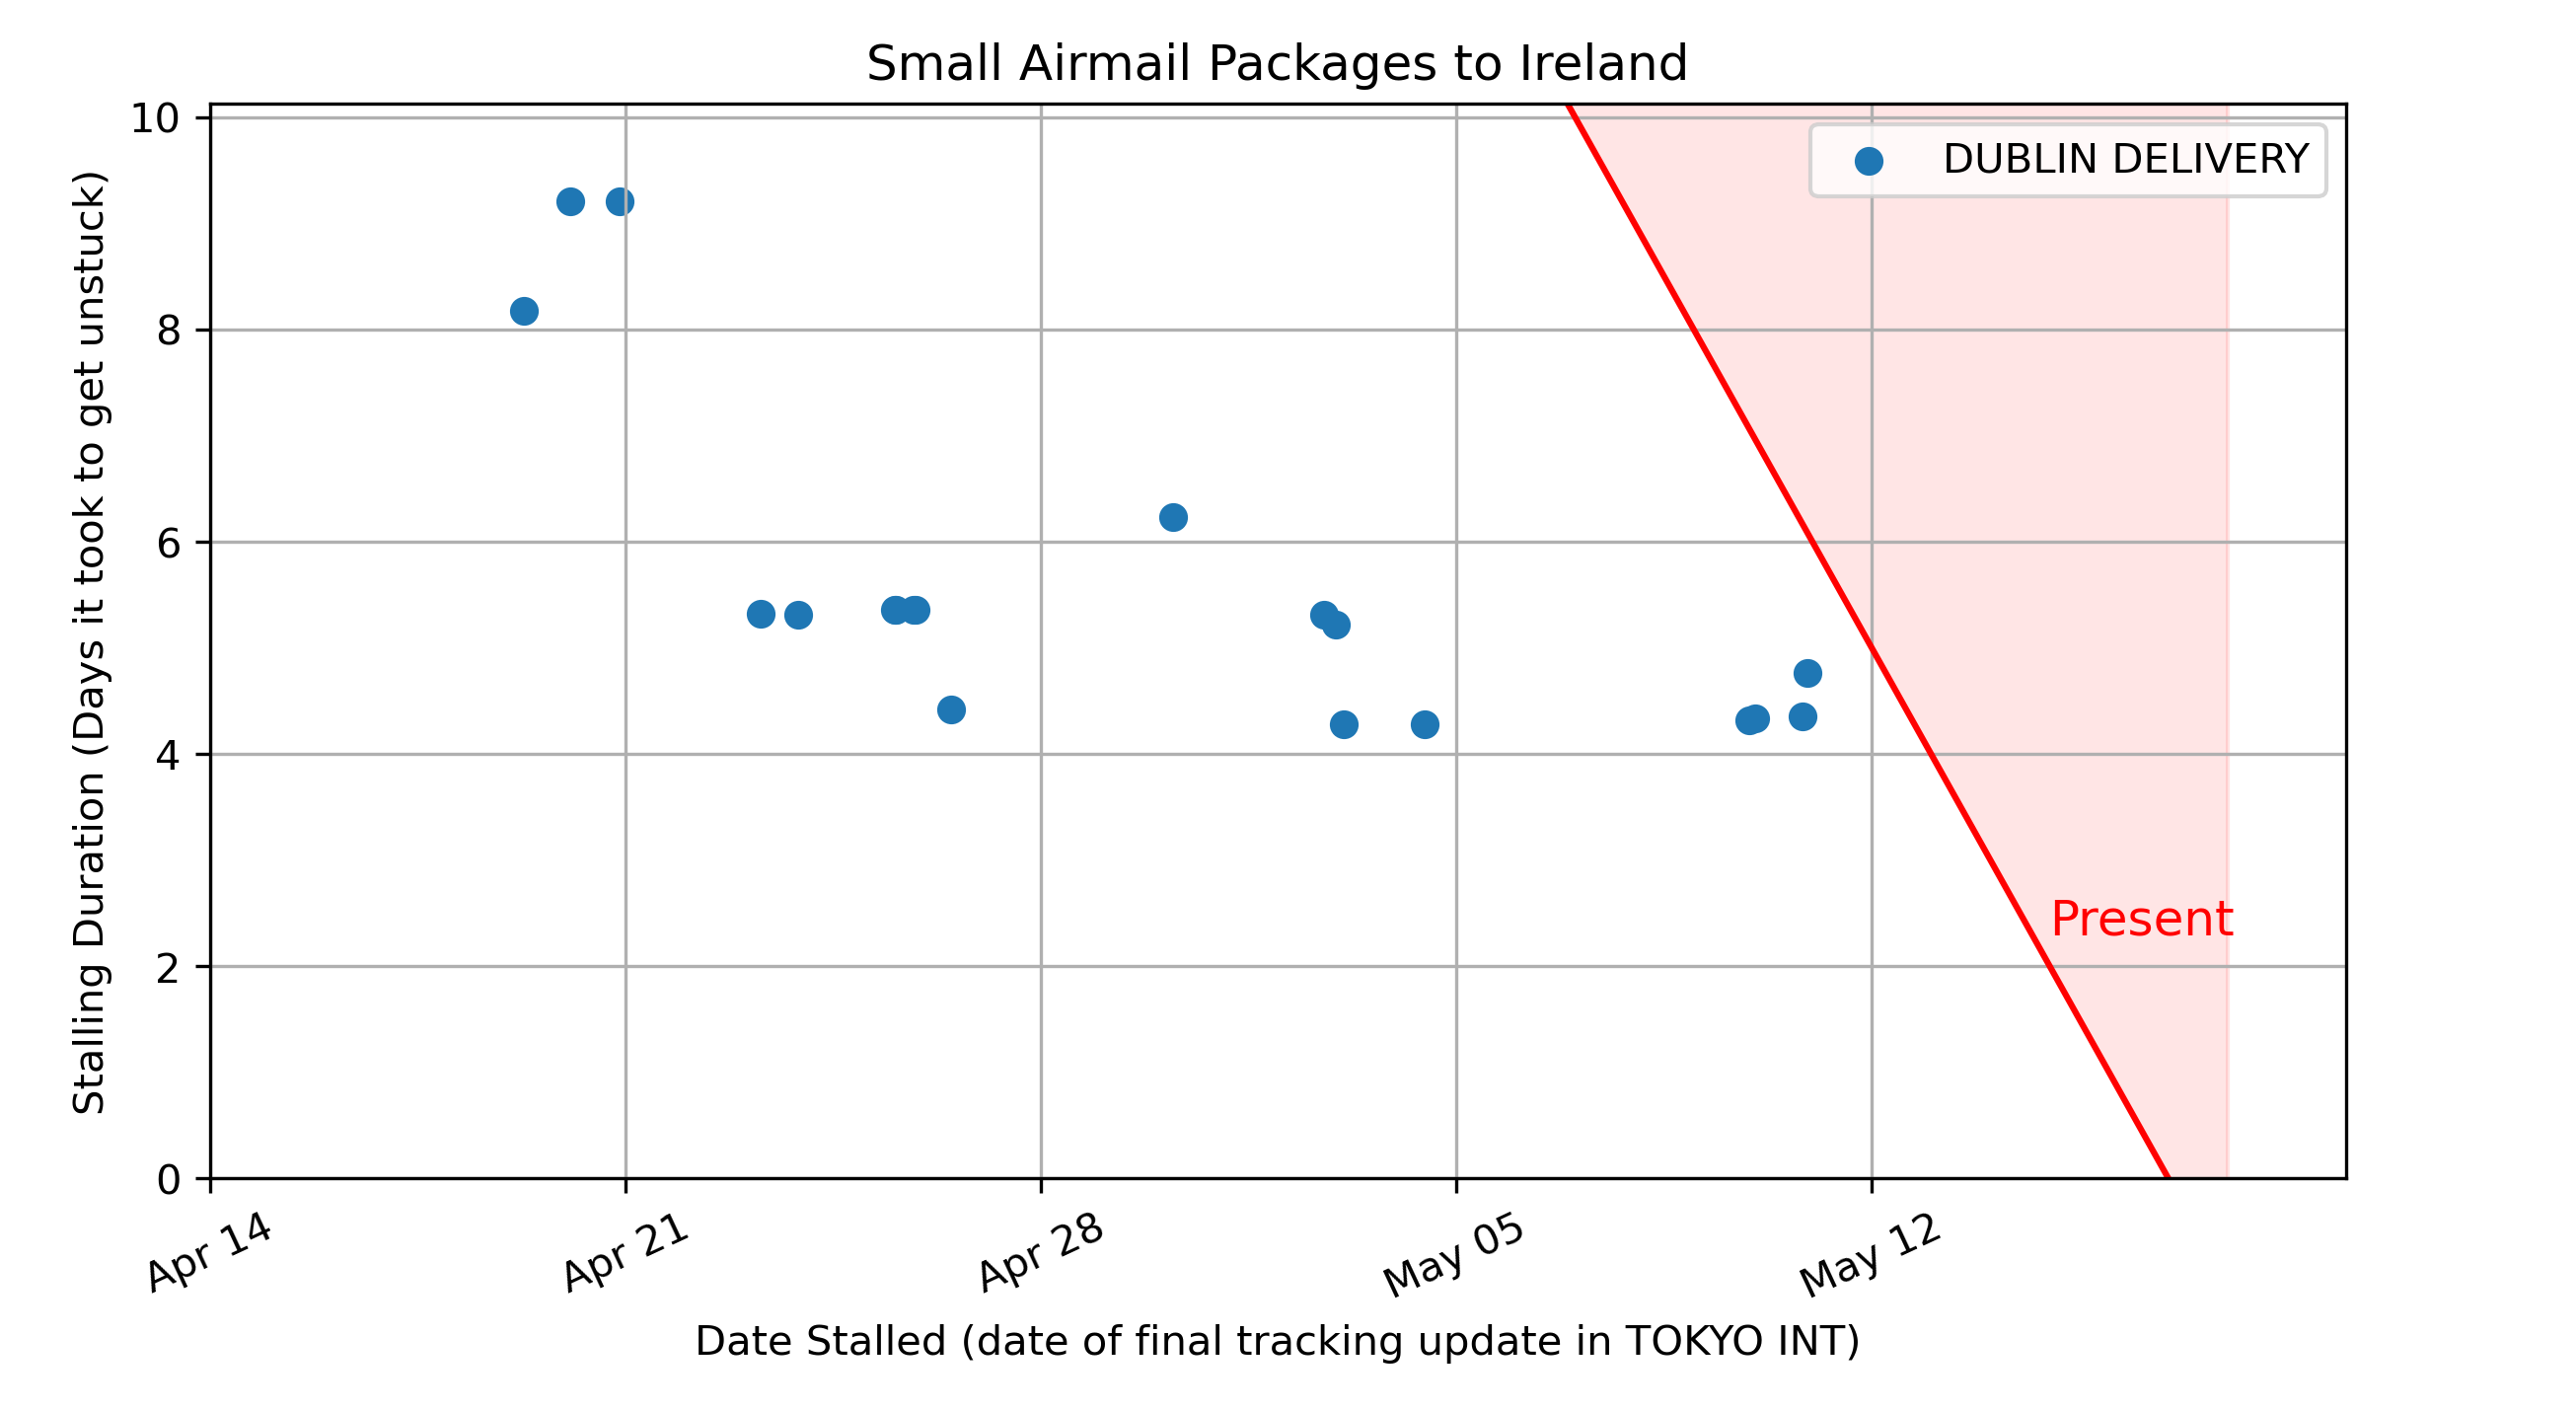 Small Airmail Packages to Ireland
DUBLIN DELIVERY
Stalling Duration (Days it took to get unstuck)
10
8
6
4
2
0
Present
Apr 14
Apr 21
Apr 28
May 05
May 12
Date Stalled (date of final tracking update in TOKYO INT)